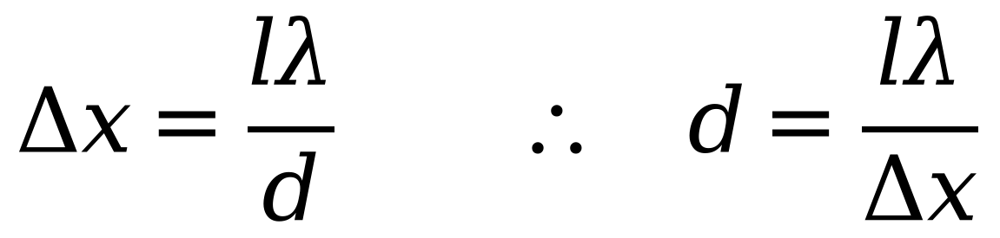 Δx = lλ/d ∴ d = lλ/Δx